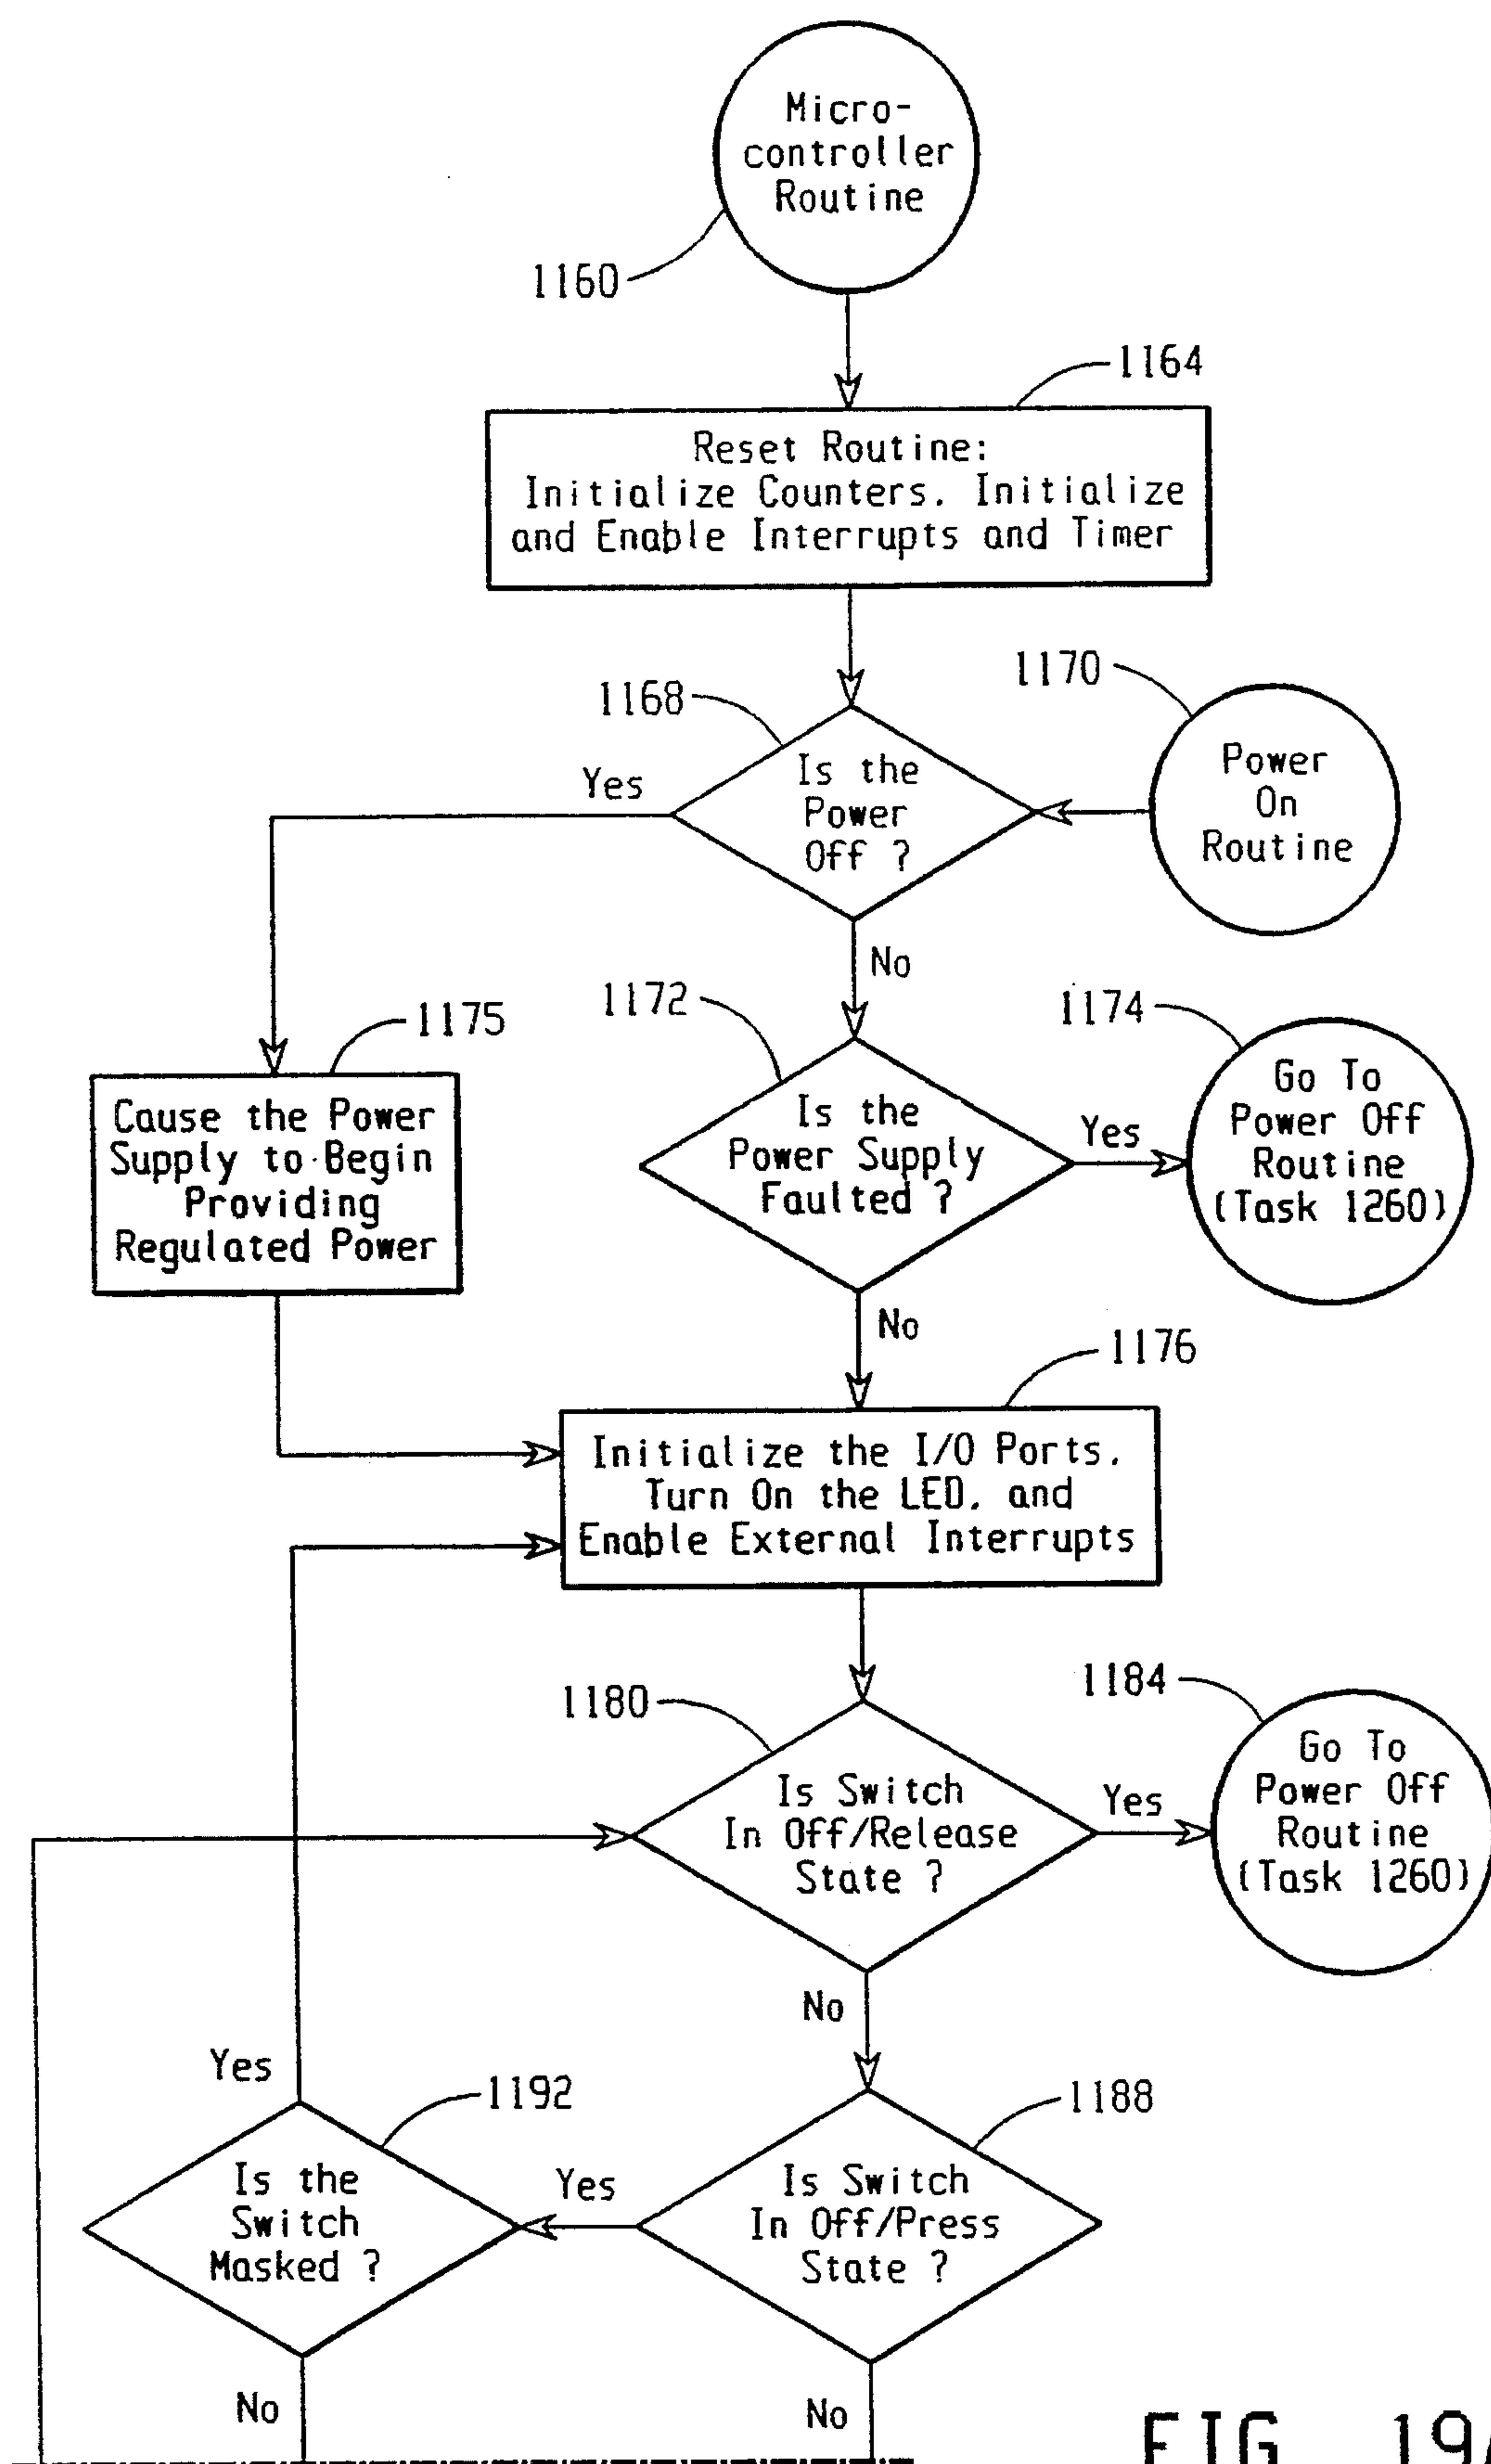 Micro-
controller
Routine
1160
1164
Reset Routine:
Initialize Counters. Initialize
and Enable Interrupts and Timer
1168
1170
Is the
Power
Off ?
Yes
Power
On
Routine
No
1175
1172
1174
Cause the Power
Supply to Begin
Providing
Regulated Power
Is the
Power Supply
Faulted ?
Yes
Go To
Power Off
Routine
(Task 1260)
No
1176
Initialize the I/O Ports.
Turn On the LED. and
Enable External Interrupts
1180
1184
Is Switch
In Off/Release
State ?
Yes
Go To
Power Off
Routine
(Task 1260)
No
Yes
1192
1188
Is the
Switch
Masked ?
Yes
Is Switch
In Off/Press
State ?
No
No
FIG. 19